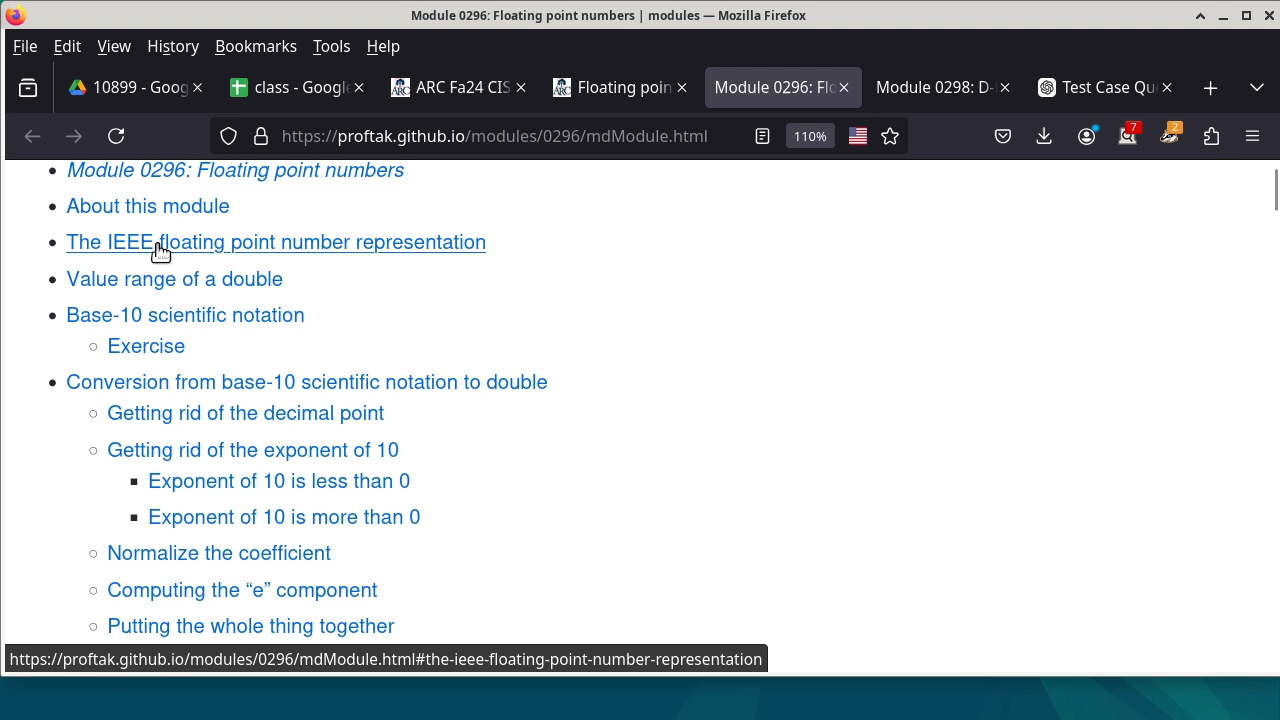 Module 0296: Floating point numbers | modules — Mozilla Firefox
File Edit View History Bookmarks Tools Help
10899 - Goog class - Google ARC Fa24 CIS Floating poin Module 0296: Flo Module 0298: D- Test Case Qu
https://proftak.github.io/modules/0296/mdModule.html 110% 7 2
Module 0296: Floating point numbers
About this module
The IEEE floating point number representation
Value range of a double
Base-10 scientific notation
Exercise
Conversion from base-10 scientific notation to double
Getting rid of the decimal point
Getting rid of the exponent of 10
Exponent of 10 is less than 0
Exponent of 10 is more than 0
Normalize the coefficient
Computing the “e” component
Putting the whole thing together
https://proftak.github.io/modules/0296/mdModule.html#the-ieee-floating-point-number-representation